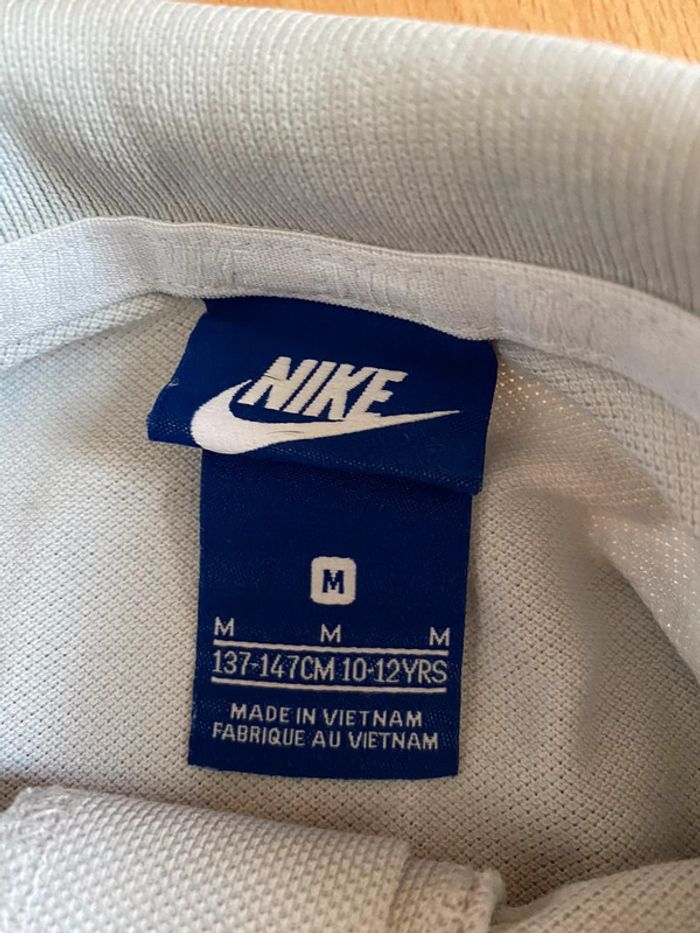 NIKE
M
M M M
137-147CM 10-12YRS
MADE IN VIETNAM
FABRIQUE AU VIETNAM